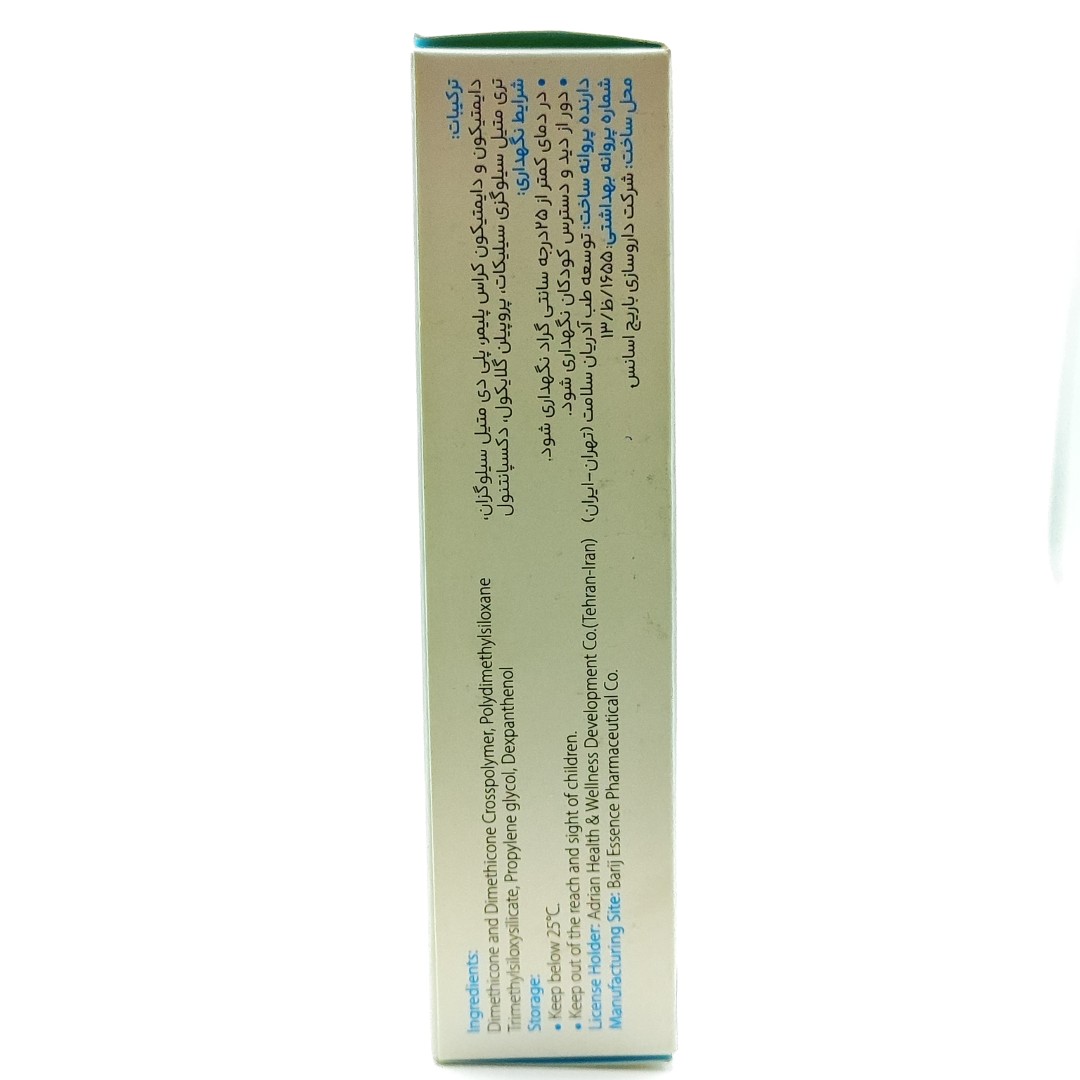 Ingredients:
Dimethicone and Dimethicone Crosspolymer, Polydimethylsiloxane
Trimethylsiloxysilicate, Propylene glycol, Dexpanthenol
Storage:
• Keep below 25°C.
• Keep out of the reach and sight of children.
License Holder: Adrian Health & Wellness Development Co.(Tehran-Iran)
Manufacturing Site: Barij Essence Pharmaceutical Co.
ترکیبات:
دایمتیکون و دایمتیکون کراس پلیمر، پلی دی متیل سیلوگزان،
تری متیل سیلوگزی سیلیکات، پروپیلن گلایکول، دکسپانتنول
شرایط نگهداری:
• در دمای کمتر از ۲۵درجه سانتی گراد نگهداری شود.
• دور از دید و دسترس کودکان نگهداری شود.
دارنده پروانه ساخت: توسعه طب آدریان سلامت (تهران-ایران)
شماره پروانه بهداشتی: ۱۳/ظ/۱۶۵۵
محل ساخت: شرکت داروسازی باریج اسانس